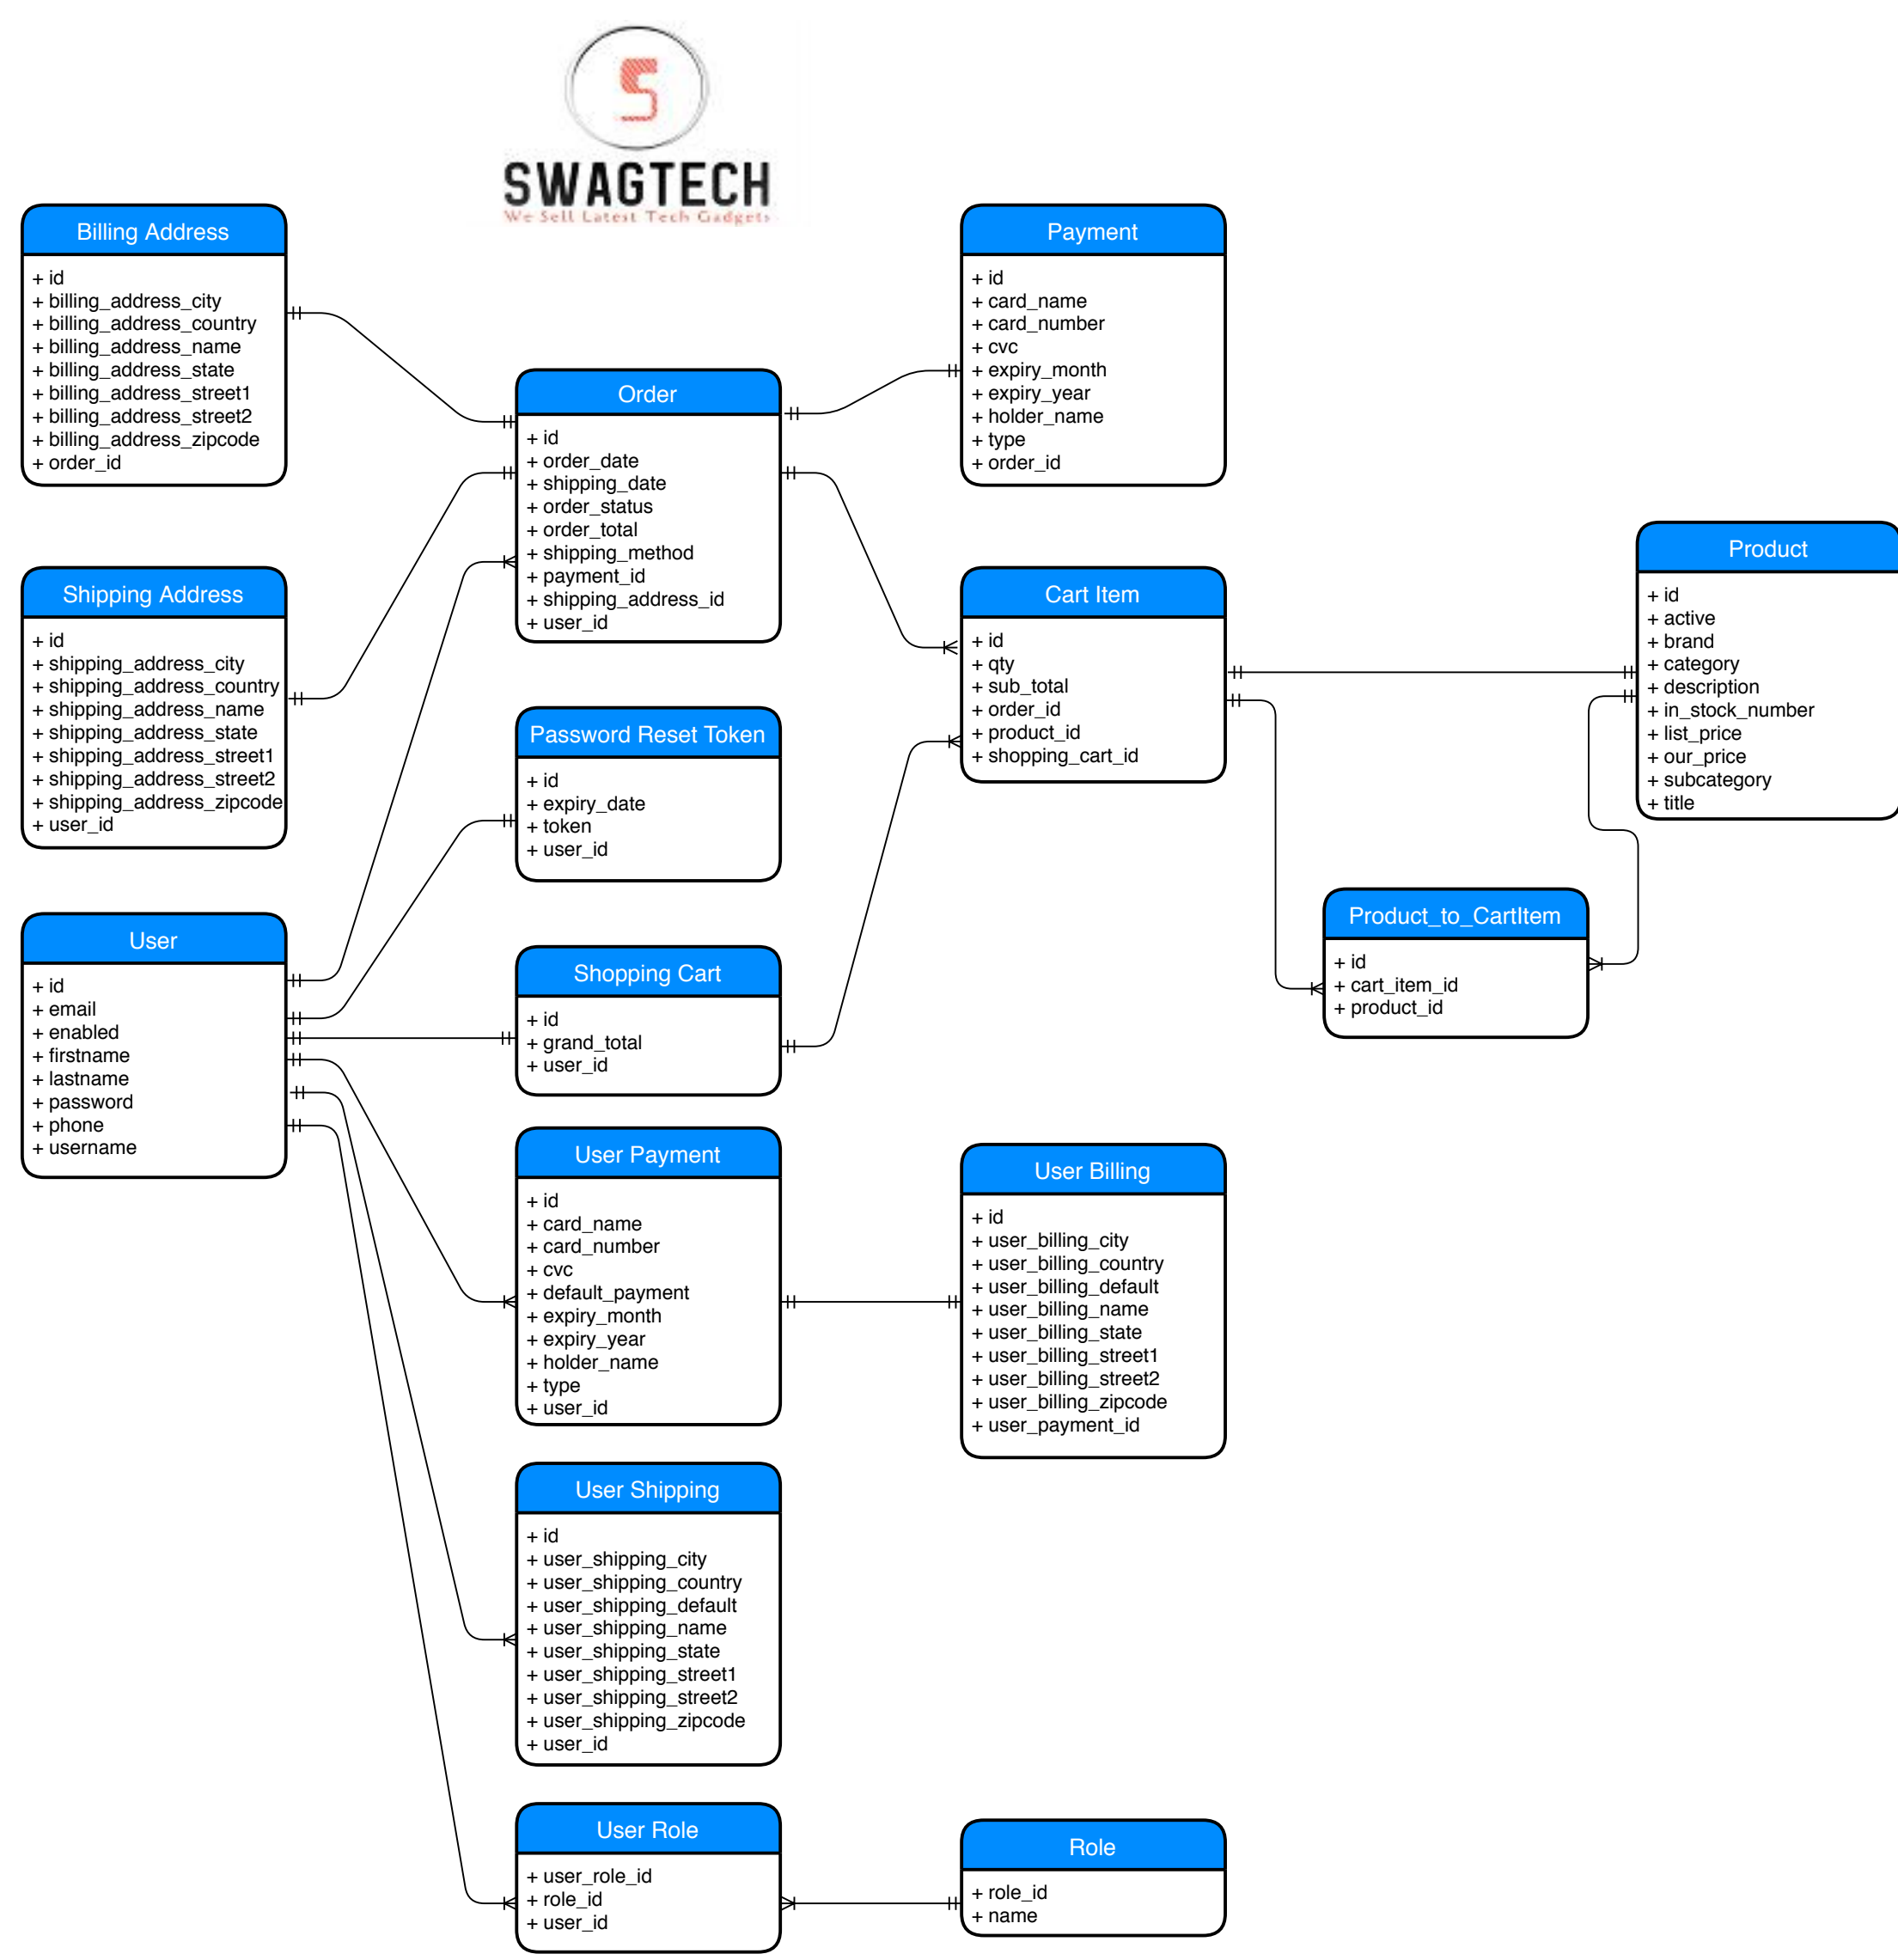 SWAGTECH
We Sell Latest Tech Gadgets
Billing Address
+ id
+ billing_address_city
+ billing_address_country
+ billing_address_name
+ billing_address_state
+ billing_address_street1
+ billing_address_street2
+ billing_address_zipcode
+ order_id
Payment
+ id
+ card_name
+ card_number
+ cvc
+ expiry_month
+ expiry_year
+ holder_name
+ type
+ order_id
Order
+ id
+ order_date
+ shipping_date
+ order_status
+ order_total
+ shipping_method
+ payment_id
+ shipping_address_id
+ user_id
Product
+ id
+ active
+ brand
+ category
+ description
+ in_stock_number
+ list_price
+ our_price
+ subcategory
+ title
Shipping Address
+ id
+ shipping_address_city
+ shipping_address_country
+ shipping_address_name
+ shipping_address_state
+ shipping_address_street1
+ shipping_address_street2
+ shipping_address_zipcode
+ user_id
Cart Item
+ id
+ qty
+ sub_total
+ order_id
+ product_id
+ shopping_cart_id
Password Reset Token
+ id
+ expiry_date
+ token
+ user_id
Product_to_CartItem
+ id
+ cart_item_id
+ product_id
User
+ id
+ email
+ enabled
+ firstname
+ lastname
+ password
+ phone
+ username
Shopping Cart
+ id
+ grand_total
+ user_id
User Payment
+ id
+ card_name
+ card_number
+ cvc
+ default_payment
+ expiry_month
+ expiry_year
+ holder_name
+ type
+ user_id
User Billing
+ id
+ user_billing_city
+ user_billing_country
+ user_billing_default
+ user_billing_name
+ user_billing_state
+ user_billing_street1
+ user_billing_street2
+ user_billing_zipcode
+ user_payment_id
User Shipping
+ id
+ user_shipping_city
+ user_shipping_country
+ user_shipping_default
+ user_shipping_name
+ user_shipping_state
+ user_shipping_street1
+ user_shipping_street2
+ user_shipping_zipcode
+ user_id
User Role
+ user_role_id
+ role_id
+ user_id
Role
+ role_id
+ name